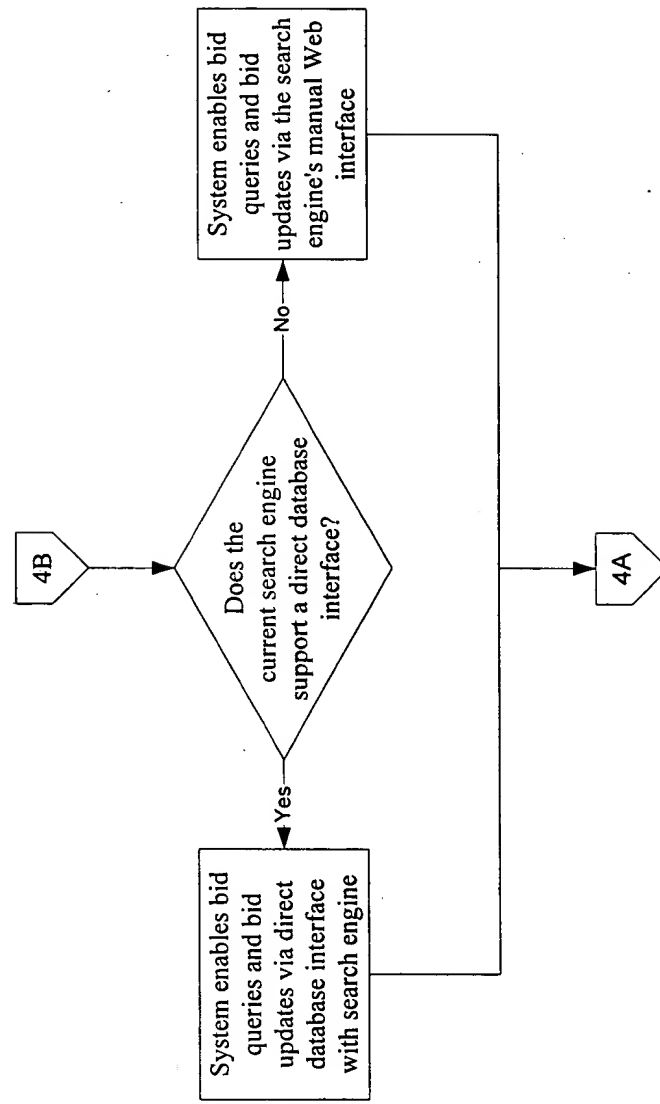 4B
Does the
current search engine
support a direct database
interface?
Yes
No
System enables bid
queries and bid
updates via direct
database interface
with search engine
System enables bid
queries and bid
updates via the search
engine's manual Web
interface
4A